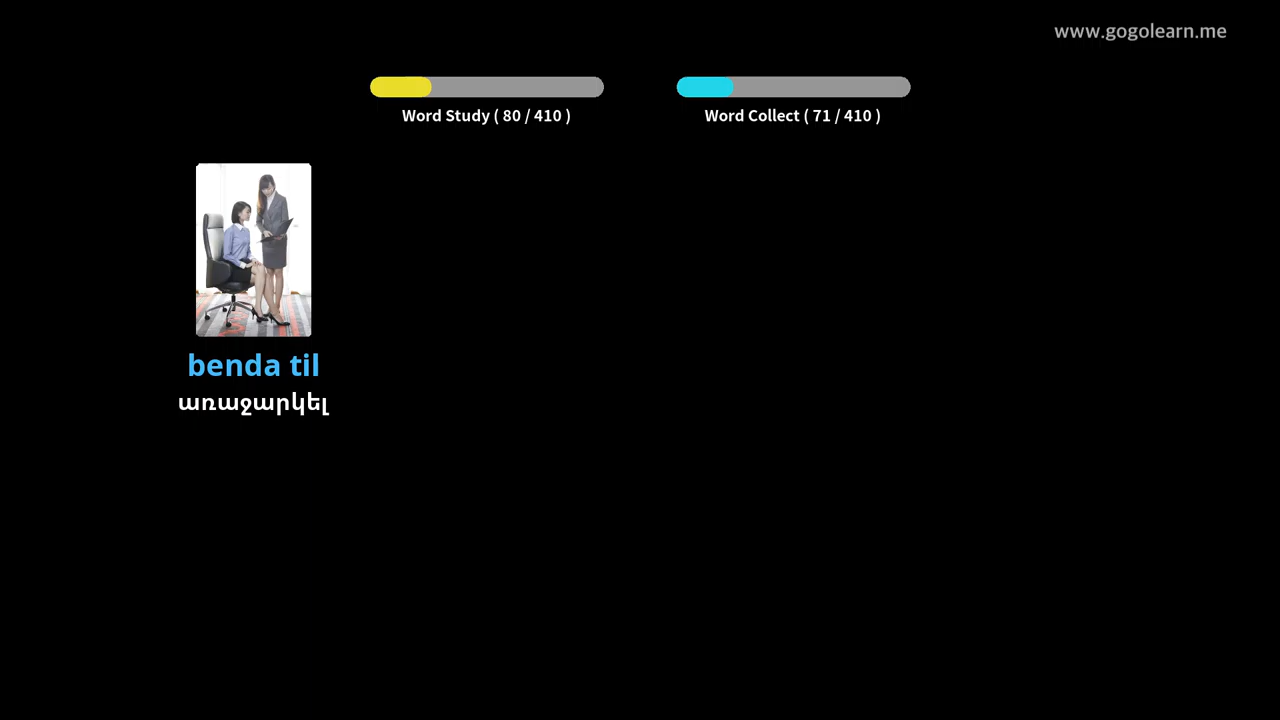 www.gogolearn.me
Word Study ( 80 / 410 )
Word Collect ( 71 / 410 )
benda til
առաջարկել